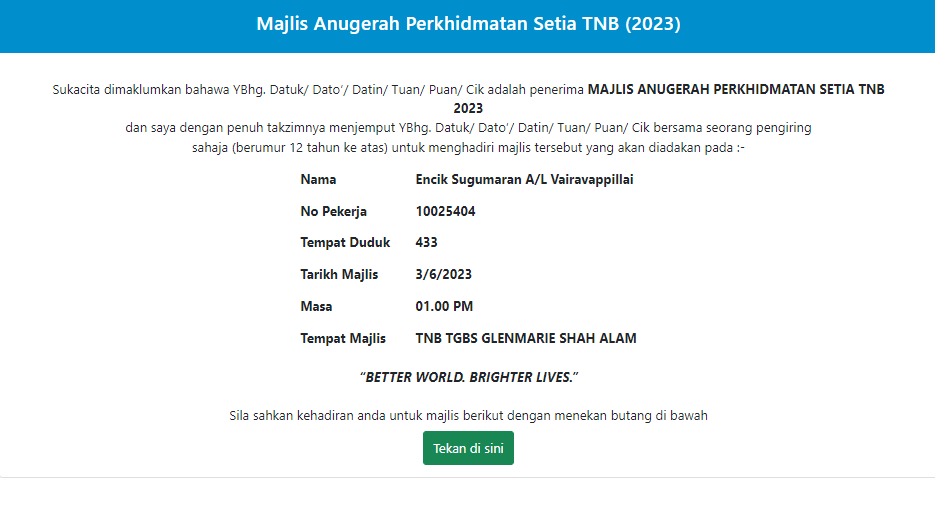 Majlis Anugerah Perkhidmatan Setia TNB (2023)
Sukacita dimaklumkan bahawa YBhg. Datuk/ Dato'/ Datin/ Tuan/ Puan/ Cik adalah penerima MAJLIS ANUGERAH PERKHIDMATAN SETIA TNB
2023
dan saya dengan penuh takzimnya menjemput YBhg. Datuk/ Dato'/ Datin/ Tuan/ Puan/ Cik bersama seorang pengiring
sahaja (berumur 12 tahun ke atas) untuk menghadiri majlis tersebut yang akan diadakan pada :-
Nama Encik Sugumaran A/L Vairavappillai
No Pekerja 10025404
Tempat Duduk 433
Tarikh Majlis 3/6/2023
Masa 01.00 PM
Tempat Majlis TNB TGBS GLENMARIE SHAH ALAM
“BETTER WORLD. BRIGHTER LIVES.”
Sila sahkan kehadiran anda untuk majlis berikut dengan menekan butang di bawah
Tekan di sini